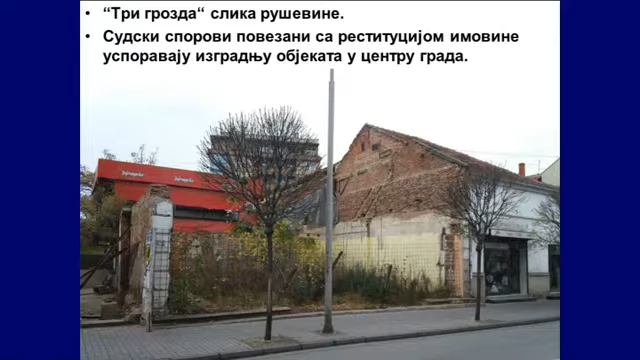 “Три грозда“ слика рушевине.
Судски спорови повезани са реституцијом имовине
успоравају изградњу објеката у центру града.